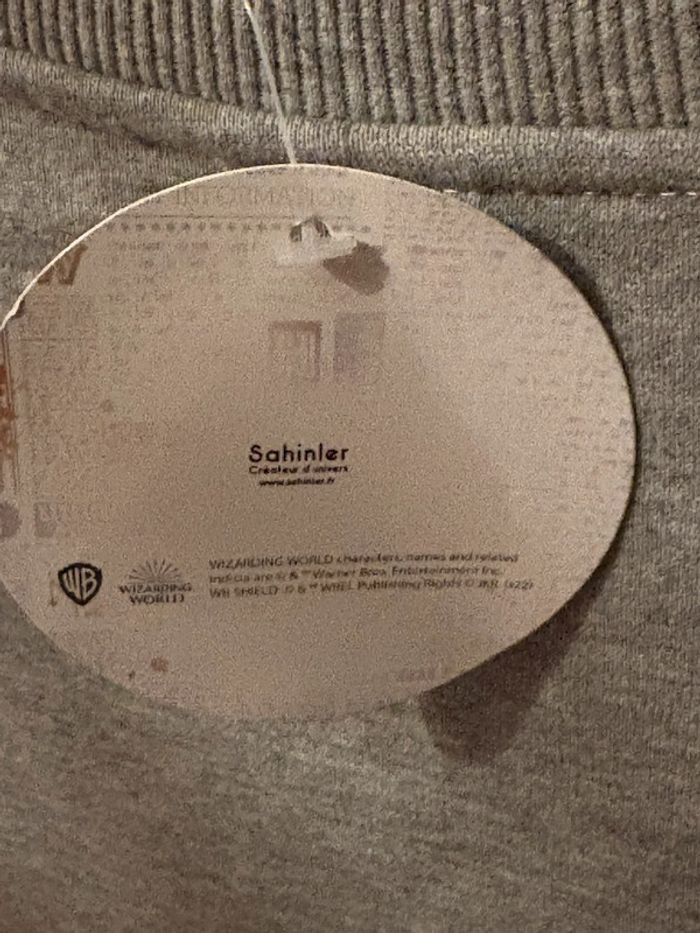 INFORMATION
Sahinler
Créateur d'univers
www.sahinler.fr
WIZARDING WORLD characters, names and related
indicia are © & ™ Warner Bros. Entertainment Inc.
WB SHIELD: © & ™ WBEI. Publishing Rights © JKR. (s22)
WB
WIZARDING
WORLD